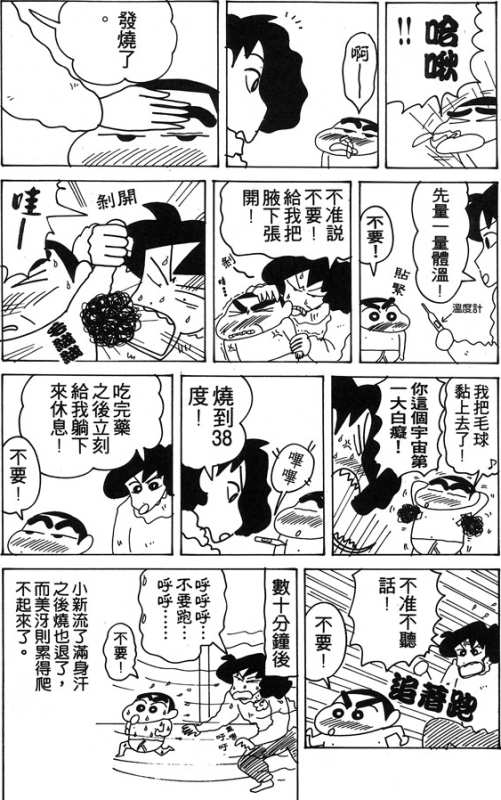 哈啾
!!
啊──
發燒了
。
先量一量體溫！
溫度計
貼緊
不要！
不准說
不要！
給我把
腋下張
開！
剝
哇
剝開
哇──
毛茸茸
我把毛球
黏上去了！
你這個宇宙第
一大白癡！
嗶嗶
燒到38
度！
吃完藥
之後立刻
給我躺下
來休息！
不要！
不准不聽
話！
不要！
追著跑
數十分鐘後
呼呼呼…
不要跑…
呼呼……
不要！
呼呼
小新流了滿身汗
之後燒也退了，
而美牙則累得爬
不起來了。